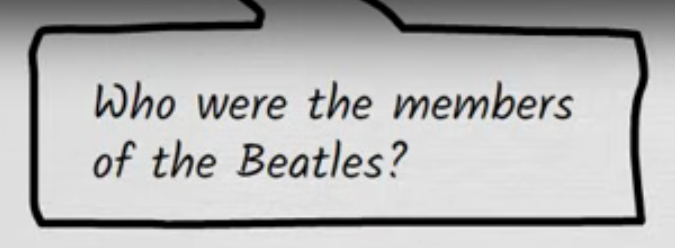 Who were the members
of the Beatles?